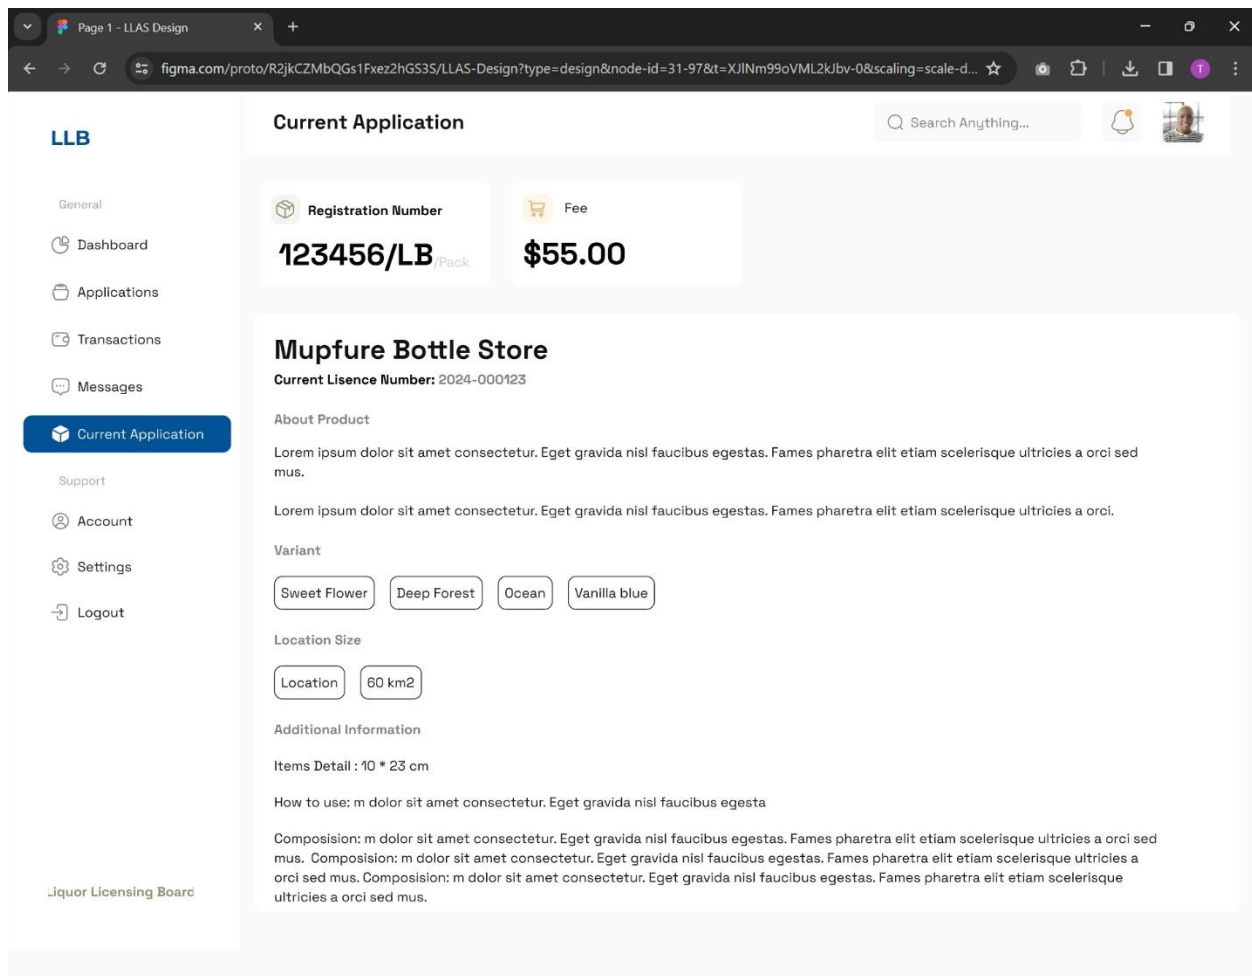 Page 1 - LLAS Design
figma.com/proto/R2jkCZMbQGs1Fxez2hGS3S/LLAS-Design?type=design&node-id=31-97&t=XJlNm99oVML2kJbv-0&scaling=scale-d...
T
LLB
Current Application
Search Anything...
General
Dashboard
Applications
Transactions
Messages
Current Application
Support
Account
Settings
Logout
Liquor Licensing Board
Registration Number
123456/LB/Pack
Fee
$55.00
Mupfure Bottle Store
Current Lisence Number: 2024-000123
About Product
Lorem ipsum dolor sit amet consectetur. Eget gravida nisl faucibus egestas. Fames pharetra elit etiam scelerisque ultricies a orci sed
mus.
Lorem ipsum dolor sit amet consectetur. Eget gravida nisl faucibus egestas. Fames pharetra elit etiam scelerisque ultricies a orci.
Variant
Sweet Flower Deep Forest Ocean Vanilla blue
Location Size
Location 60 km2
Additional Information
Items Detail : 10 * 23 cm
How to use: m dolor sit amet consectetur. Eget gravida nisl faucibus egesta
Composision: m dolor sit amet consectetur. Eget gravida nisl faucibus egestas. Fames pharetra elit etiam scelerisque ultricies a orci sed
mus. Composision: m dolor sit amet consectetur. Eget gravida nisl faucibus egestas. Fames pharetra elit etiam scelerisque ultricies a
orci sed mus. Composision: m dolor sit amet consectetur. Eget gravida nisl faucibus egestas. Fames pharetra elit etiam scelerisque
ultricies a orci sed mus.